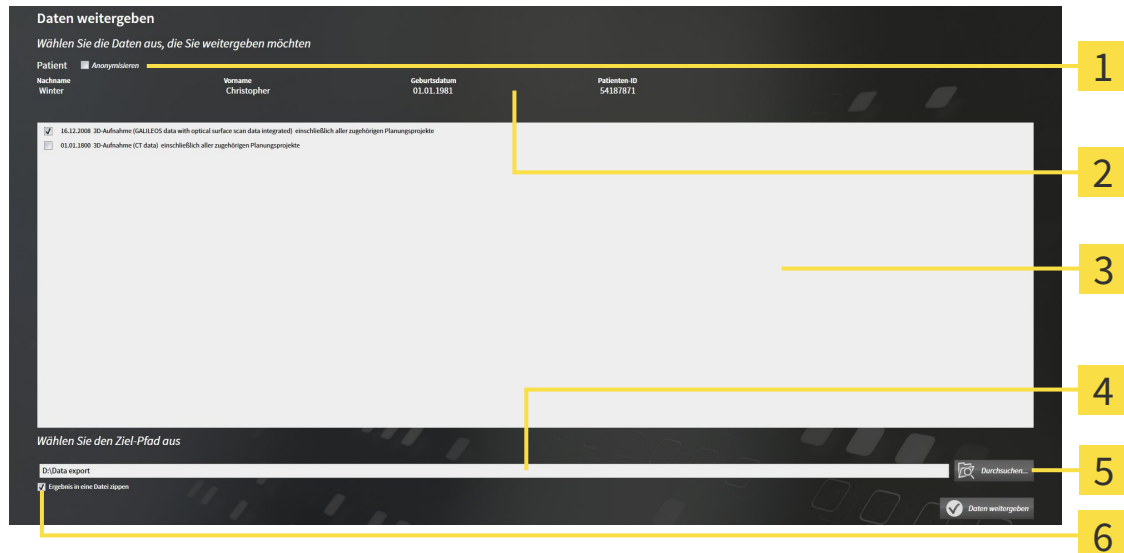 Daten weitergeben
Wählen Sie die Daten aus, die Sie weitergeben möchten
Patient Anonymisieren
1
Nachname Vorname Geburtsdatum Patienten-ID
Winter Christopher 01.01.1981 54187871
16.12.2008 3D-Aufnahme (GALILEOS data with optical surface scan data integrated) einschließlich aller zugehörigen Planungsprojekte
01.01.1800 3D-Aufnahme (CT data) einschließlich aller zugehörigen Planungsprojekte
2
3
4
Wählen Sie den Ziel-Pfad aus
D:\Data export
Durchsuchen...
5
Ergebnis in eine Datei zippen
Daten weitergeben
6